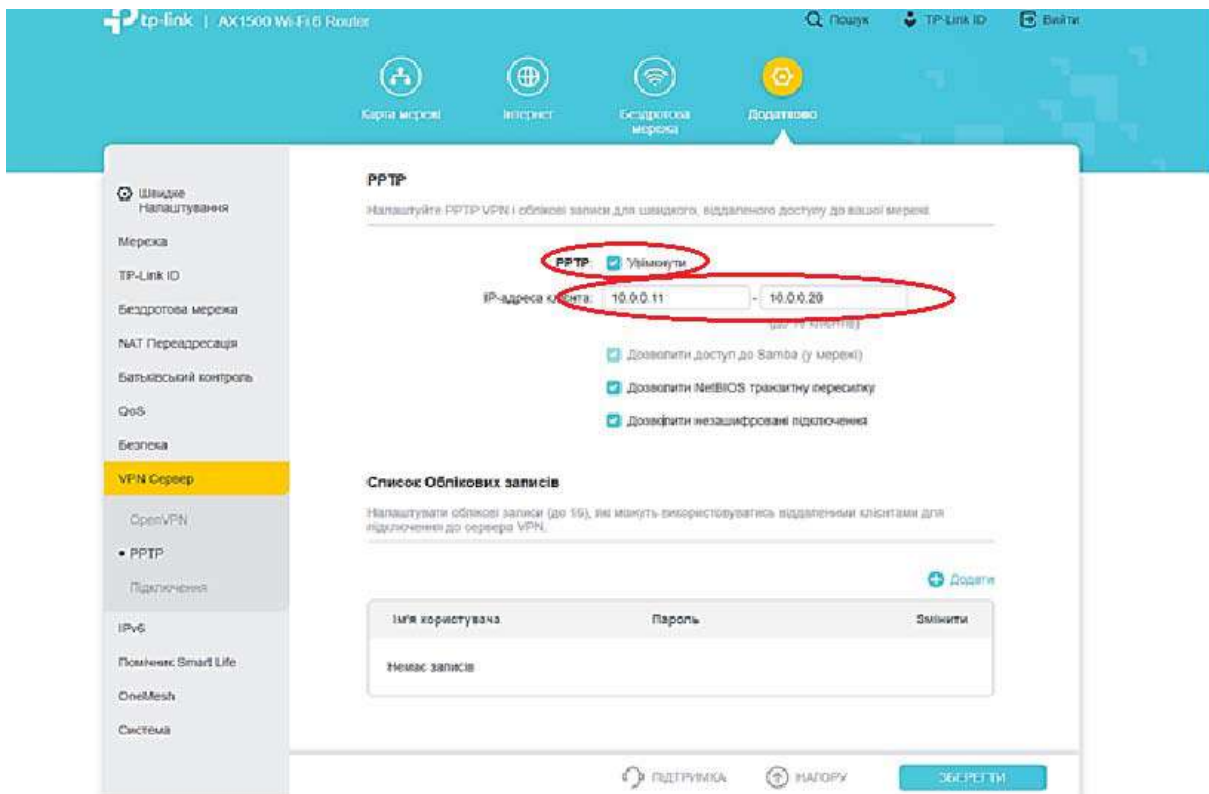 tp-link | AX1500 Wi-Fi 6 Router
Пошук
TP-Link ID
Вийти
Карта мережі
Інтернет
Бездротова
мережа
Додатково
Швидке
Налаштування
Мережа
TP-Link ID
Бездротова мережа
NAT Переадресація
Батьківський контроль
QoS
Безпека
VPN Сервер
OpenVPN
• PPTP
Підключення
IPv6
Помічник Smart Life
OneMesh
Система
PPTP
Налаштуйте PPTP VPN і облікові записи для швидкого, віддаленого доступу до вашої мережі.
PPTP: Увімкнути
IP-адреса клієнта: 10.0.0.11 - 10.0.0.20
(до 10 клієнтів)
Дозволити доступ до Samba (у мережі)
Дозволити NetBIOS транзитну пересилку
Дозволити незашифровані підключення
Список Облікових записів
Налаштувати облікові записи (до 16), які можуть використовуватись віддаленими клієнтами для
підключення до сервера VPN.
Додати
Ім'я користувача Пароль Змінити
Немає записів
ПІДТРИМКА
НАГОРУ
ЗБЕРЕГТИ